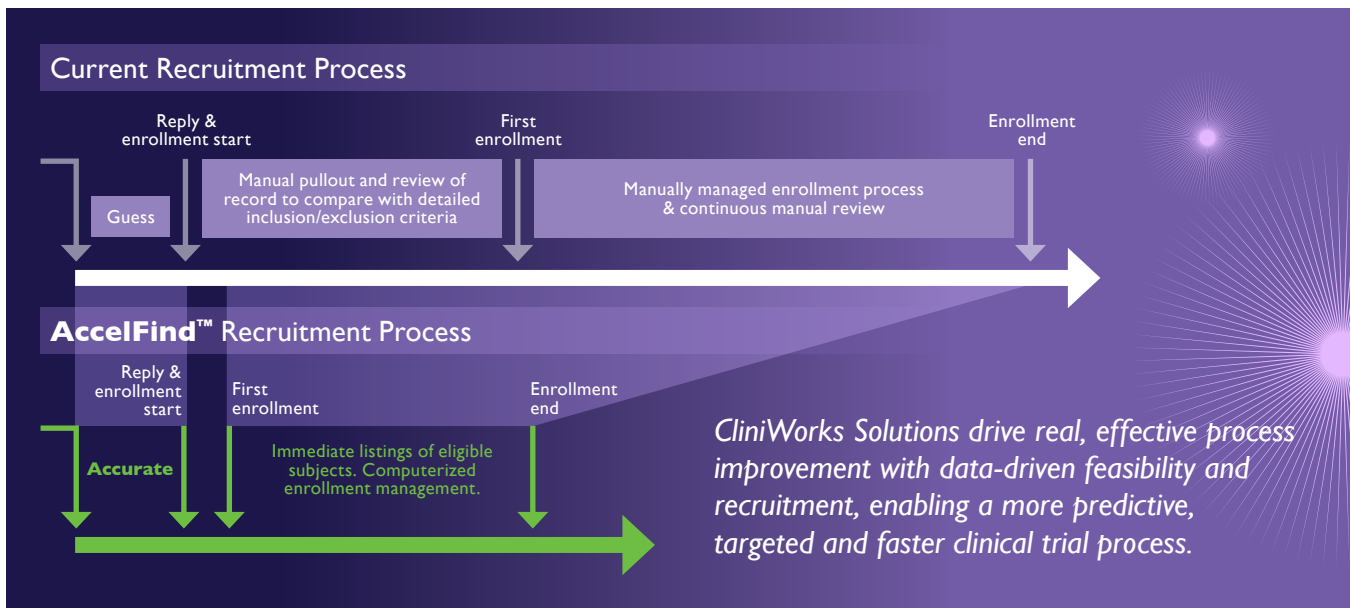 Current Recruitment Process
Reply &
enrollment start
First
enrollment
Enrollment
end
Guess
Manual pullout and review of
record to compare with detailed
inclusion/exclusion criteria
Manually managed enrollment process
& continuous manual review
AccelFind™ Recruitment Process
Reply &
enrollment
start
First
enrollment
Enrollment
end
Accurate
Immediate listings of eligible
subjects. Computerized
enrollment management.
CliniWorks Solutions drive real, effective process
improvement with data-driven feasibility and
recruitment, enabling a more predictive,
targeted and faster clinical trial process.